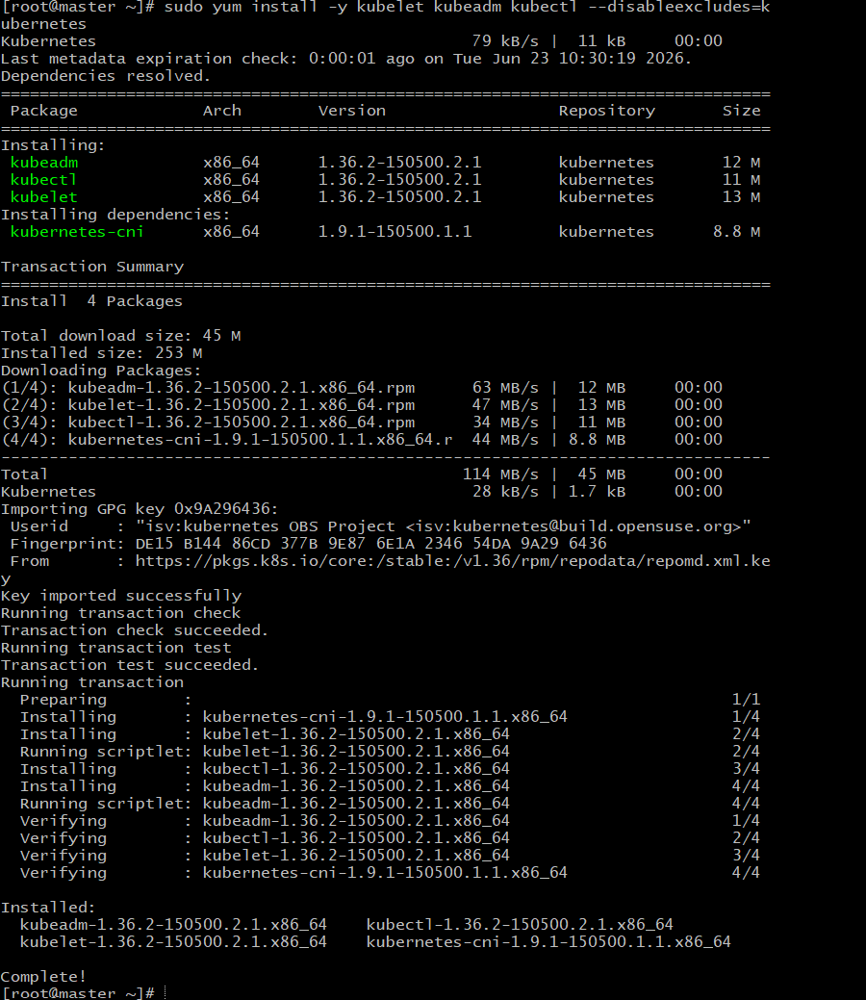 [root@master ~]# sudo yum install -y kubelet kubeadm kubectl --disableexcludes=k
ubernetes
Kubernetes                                       79 kB/s |  11 kB     00:00
Last metadata expiration check: 0:00:01 ago on Tue Jun 23 10:30:19 2026.
Dependencies resolved.
================================================================================
 Package             Arch        Version                  Repository       Size
================================================================================
Installing:
 kubeadm             x86_64      1.36.2-150500.2.1        kubernetes       12 M
 kubectl             x86_64      1.36.2-150500.2.1        kubernetes       11 M
 kubelet             x86_64      1.36.2-150500.2.1        kubernetes       13 M
Installing dependencies:
 kubernetes-cni      x86_64      1.9.1-150500.1.1         kubernetes      8.8 M

Transaction Summary
================================================================================
Install  4 Packages

Total download size: 45 M
Installed size: 253 M
Downloading Packages:
(1/4): kubeadm-1.36.2-150500.2.1.x86_64.rpm      63 MB/s |  12 MB     00:00
(2/4): kubelet-1.36.2-150500.2.1.x86_64.rpm      47 MB/s |  13 MB     00:00
(3/4): kubectl-1.36.2-150500.2.1.x86_64.rpm      34 MB/s |  11 MB     00:00
(4/4): kubernetes-cni-1.9.1-150500.1.1.x86_64.r  44 MB/s | 8.8 MB     00:00
--------------------------------------------------------------------------------
Total                                           114 MB/s |  45 MB     00:00
Kubernetes                                       28 kB/s | 1.7 kB     00:00
Importing GPG key 0x9A296436:
 Userid     : "isv:kubernetes OBS Project <isv:kubernetes@build.opensuse.org>"
 Fingerprint: DE15 B144 86CD 377B 9E87 6E1A 2346 54DA 9A29 6436
 From       : https://pkgs.k8s.io/core:/stable:/v1.36/rpm/repodata/repomd.xml.ke
y
Key imported successfully
Running transaction check
Transaction check succeeded.
Running transaction test
Transaction test succeeded.
Running transaction
  Preparing        :                                                        1/1
  Installing       : kubernetes-cni-1.9.1-150500.1.1.x86_64                 1/4
  Installing       : kubelet-1.36.2-150500.2.1.x86_64                       2/4
  Running scriptlet: kubelet-1.36.2-150500.2.1.x86_64                       2/4
  Installing       : kubectl-1.36.2-150500.2.1.x86_64                       3/4
  Installing       : kubeadm-1.36.2-150500.2.1.x86_64                       4/4
  Running scriptlet: kubeadm-1.36.2-150500.2.1.x86_64                       4/4
  Verifying        : kubeadm-1.36.2-150500.2.1.x86_64                       1/4
  Verifying        : kubectl-1.36.2-150500.2.1.x86_64                       2/4
  Verifying        : kubelet-1.36.2-150500.2.1.x86_64                       3/4
  Verifying        : kubernetes-cni-1.9.1-150500.1.1.x86_64                 4/4

Installed:
  kubeadm-1.36.2-150500.2.1.x86_64    kubectl-1.36.2-150500.2.1.x86_64
  kubelet-1.36.2-150500.2.1.x86_64    kubernetes-cni-1.9.1-150500.1.1.x86_64

Complete!
[root@master ~]#